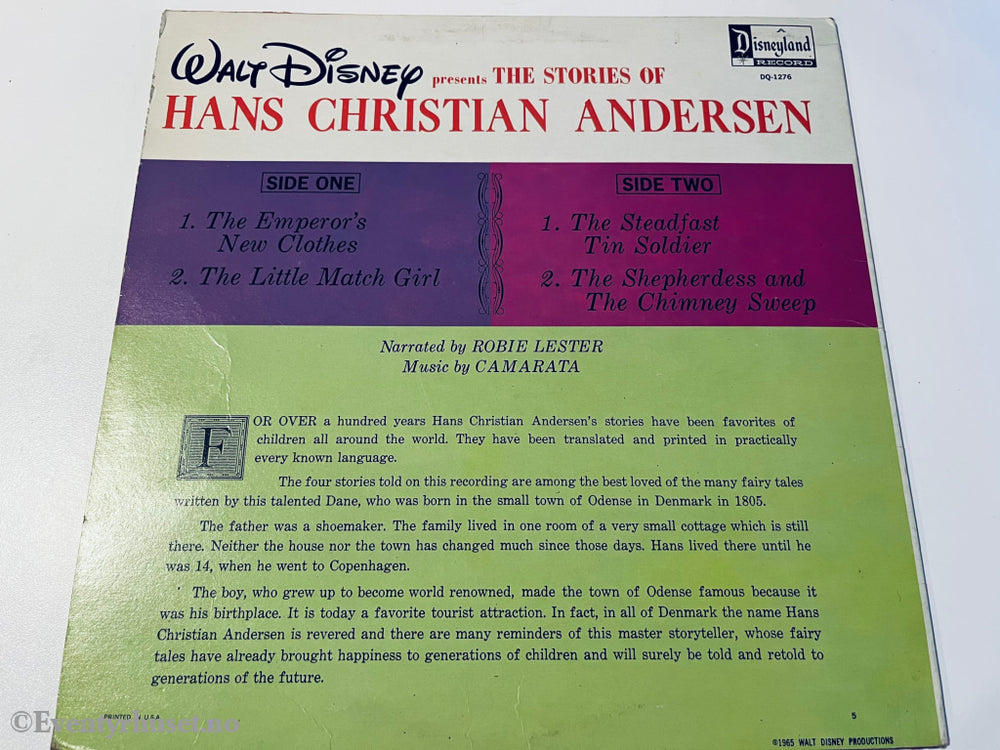 WALT DISNEY presents THE STORIES OF
HANS CHRISTIAN ANDERSEN
Disneyland
RECORD
DQ-1276
SIDE ONE
1. The Emperor's
New Clothes
2. The Little Match Girl
SIDE TWO
1. The Steadfast
Tin Soldier
2. The Shepherdess and
The Chimney Sweep
Narrated by ROBIE LESTER
Music by CAMARATA
FOR OVER a hundred years Hans Christian Andersen's stories have been favorites of
children all around the world. They have been translated and printed in practically
every known language.
The four stories told on this recording are among the best loved of the many fairy tales
written by this talented Dane, who was born in the small town of Odense in Denmark in 1805.
The father was a shoemaker. The family lived in one room of a very small cottage which is still
there. Neither the house nor the town has changed much since those days. Hans lived there until he
was 14, when he went to Copenhagen.
The boy, who grew up to become world renowned, made the town of Odense famous because it
was his birthplace. It is today a favorite tourist attraction. In fact, in all of Denmark the name Hans
Christian Andersen is revered and there are many reminders of this master storyteller, whose fairy
tales have already brought happiness to generations of children and will surely be told and retold to
generations of the future.
PRINTED U.S.A.
5
©1965 WALT DISNEY PRODUCTIONS
©Eventyrhuset.no